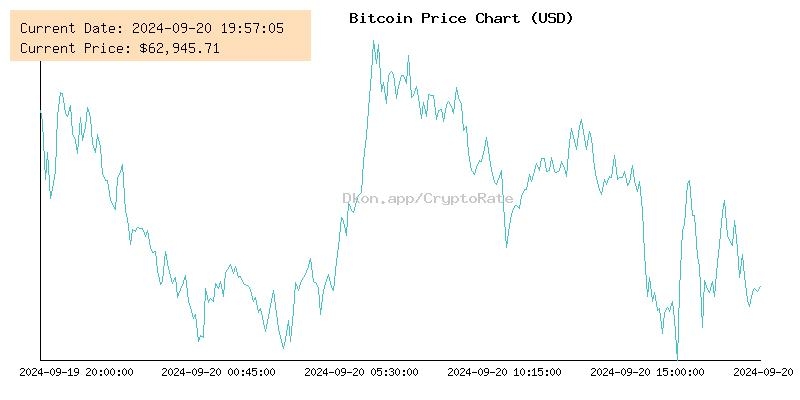 Bitcoin Price Chart (USD)
Current Date: 2024-09-20 19:57:05
Current Price: $62,945.71
Dkon.app/CryptoRate
2024-09-19 20:00:00 2024-09-20 00:45:00 2024-09-20 05:30:00 2024-09-20 10:15:00 2024-09-20 15:00:00 2024-09-20